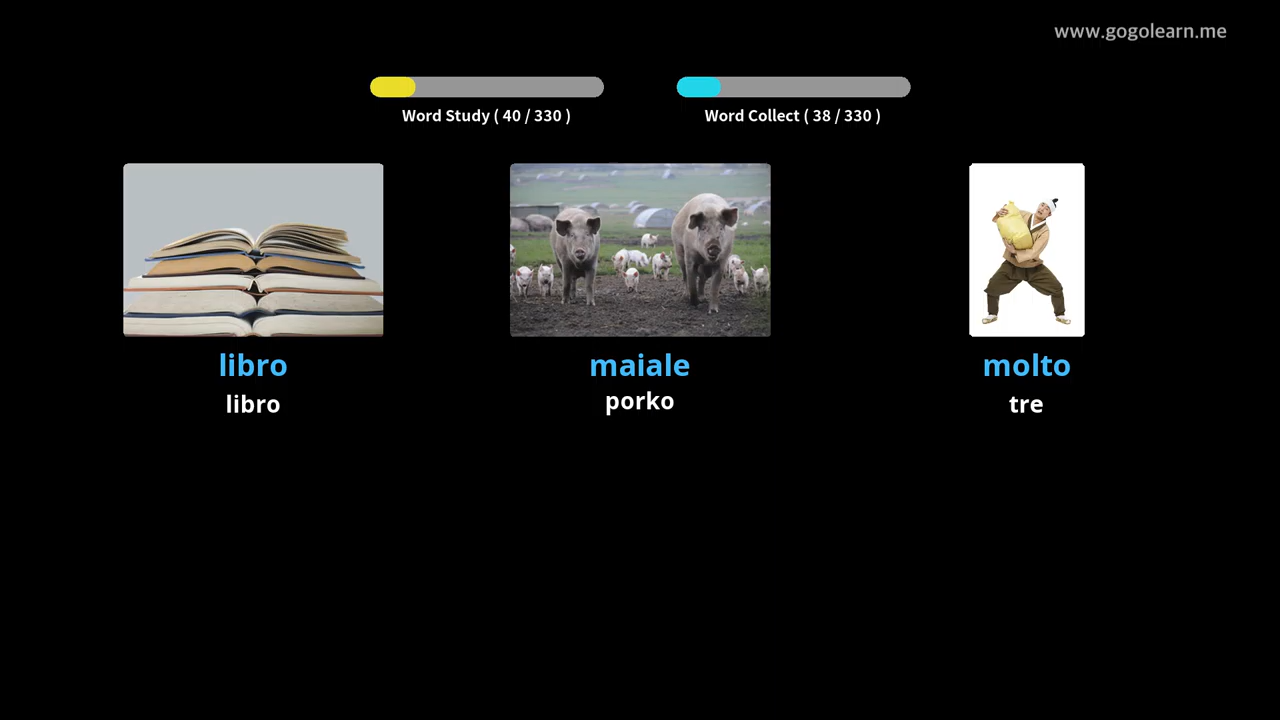 www.gogolearn.me
Word Study ( 40 / 330 )
Word Collect ( 38 / 330 )
libro
maiale
molto
libro
porko
tre